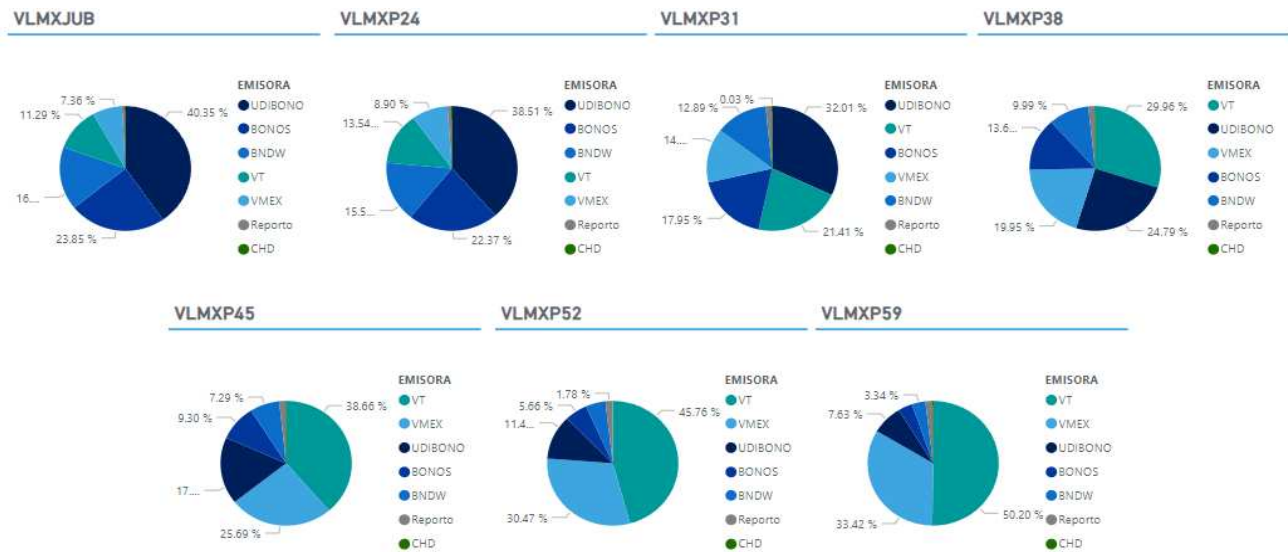 VLMXJUB
EMISORA
UDIBONO
BONOS
BNDW
VT
VMEX
Reporto
CHD
40.35 %
23.85 %
16....
11.29 %
7.36 %
VLMXP24
EMISORA
UDIBONO
BONOS
BNDW
VT
VMEX
Reporto
CHD
38.51 %
22.37 %
15.5...
13.54...
8.90 %
VLMXP31
EMISORA
UDIBONO
VT
BONOS
VMEX
BNDW
Reporto
CHD
32.01 %
21.41 %
17.95 %
14....
12.89 %
0.03 %
VLMXP38
EMISORA
VT
UDIBONO
VMEX
BONOS
BNDW
Reporto
CHD
29.96 %
24.79 %
19.95 %
13.6...
9.99 %
VLMXP45
EMISORA
VT
VMEX
UDIBONO
BONOS
BNDW
Reporto
CHD
38.66 %
25.69 %
17....
9.30 %
7.29 %
VLMXP52
EMISORA
VT
VMEX
UDIBONO
BONOS
BNDW
Reporto
CHD
45.76 %
30.47 %
11.4...
5.66 %
1.78 %
VLMXP59
EMISORA
VT
VMEX
UDIBONO
BONOS
BNDW
Reporto
CHD
50.20 %
33.42 %
7.63 %
3.34 %